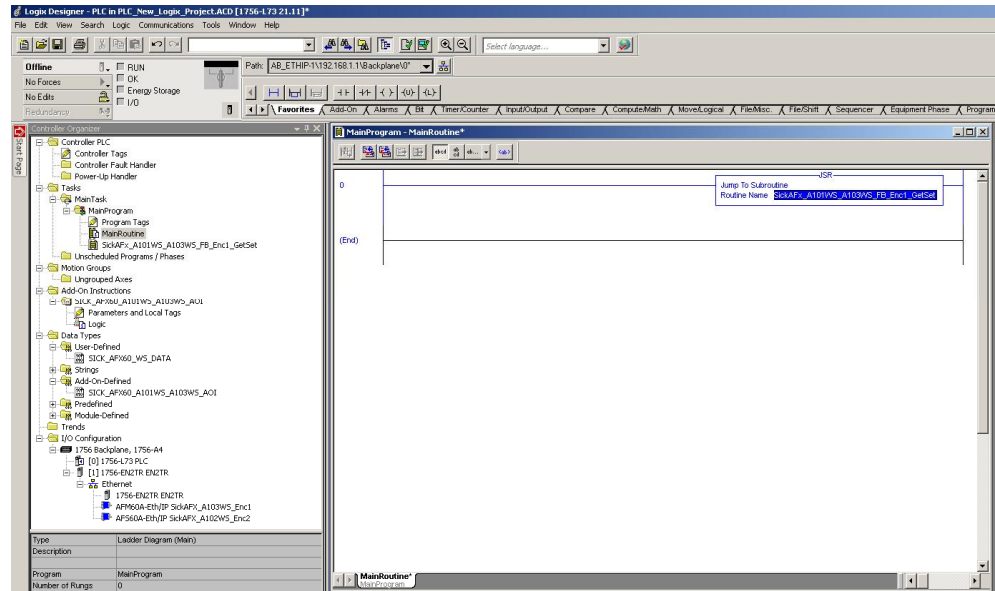 Logix Designer - PLC in PLC_New_Logix_Project.ACD [1756-L73 21.11]*
File Edit View Search Logic Communications Tools Window Help
Select language...
Offline
RUN
Path: AB_ETHIP-1\192.168.1.1\Backplane\0*
No Forces
OK
Energy Storage
No Edits
I/O
Redundancy
Favorites Add-On Alarms Bit Timer/Counter Input/Output Compare Compute/Math Move/Logical File/Misc. File/Shift Sequencer Equipment Phase Program
Start Page
Controller Organizer
Controller PLC
Controller Tags
Controller Fault Handler
Power-Up Handler
Tasks
MainTask
MainProgram
Program Tags
MainRoutine
SickAFx_A101WS_A103WS_FB_Enc1_GetSet
Unscheduled Programs / Phases
Motion Groups
Ungrouped Axes
Add-On Instructions
SICK_AFX60_A101WS_A103WS_AOI
Parameters and Local Tags
Logic
Data Types
User-Defined
SICK_AFX60_WS_DATA
Strings
Add-On-Defined
SICK_AFX60_A101WS_A103WS_AOI
Predefined
Module-Defined
Trends
I/O Configuration
1756 Backplane, 1756-A4
[0] 1756-L73 PLC
[1] 1756-EN2TR EN2TR
Ethernet
1756-EN2TR EN2TR
AFM60A-Eth/IP SickAFX_A103WS_Enc1
AFS60A-Eth/IP SickAFX_A102WS_Enc2
Type Ladder Diagram (Main)
Description
Program MainProgram
Number of Rungs 0
MainProgram - MainRoutine*
0
JSR
Jump To Subroutine
Routine Name SickAFx_A101WS_A103WS_FB_Enc1_GetSet
(End)
MainRoutine*
MainProgram